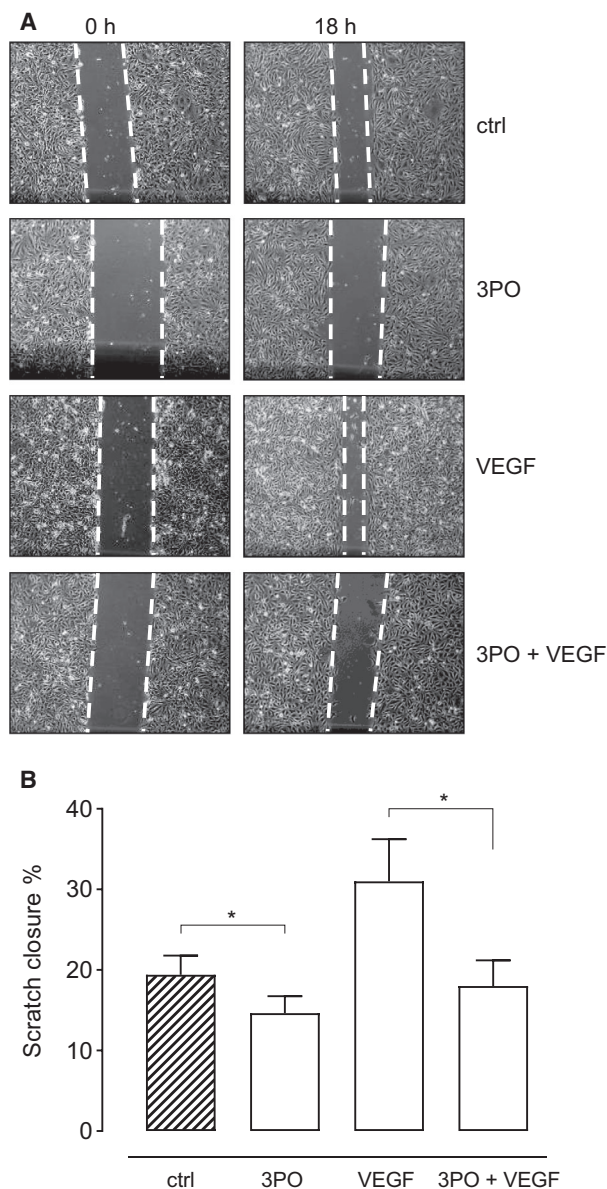 A
0 h 18 h
ctrl
3PO
VEGF
3PO + VEGF
B
Scratch closure %
40
30
20
10
0
*
*
ctrl 3PO VEGF 3PO + VEGF